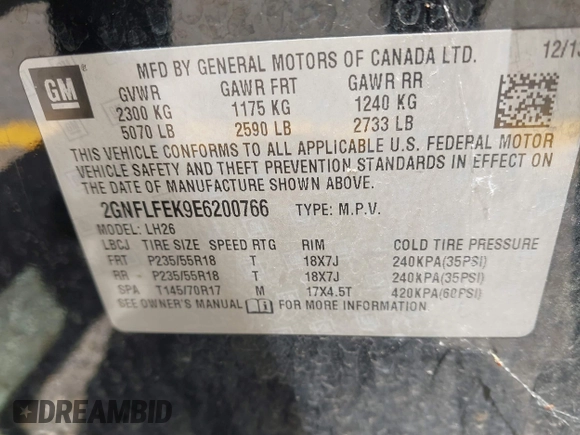 GM
®
MFD BY GENERAL MOTORS OF CANADA LTD. 12/13
GVWR GAWR FRT GAWR RR
2300 KG 1175 KG 1240 KG
5070 LB 2590 LB 2733 LB
THIS VEHICLE CONFORMS TO ALL APPLICABLE U.S. FEDERAL MOTOR
VEHICLE SAFETY AND THEFT PREVENTION STANDARDS IN EFFECT ON
THE DATE OF MANUFACTURE SHOWN ABOVE.
2GNFLFEK9E6200766 TYPE: M.P.V.
MODEL: LH26
LBCJ TIRE SIZE SPEED RTG RIM COLD TIRE PRESSURE
FRT P235/55R18 T 18X7J 240KPA(35PSI)
RR P235/55R18 T 18X7J 240KPA(35PSI)
SPA T145/70R17 M 17X4.5T 420KPA(60PSI)
SEE OWNER'S MANUAL FOR MORE INFORMATION
DREAMBID